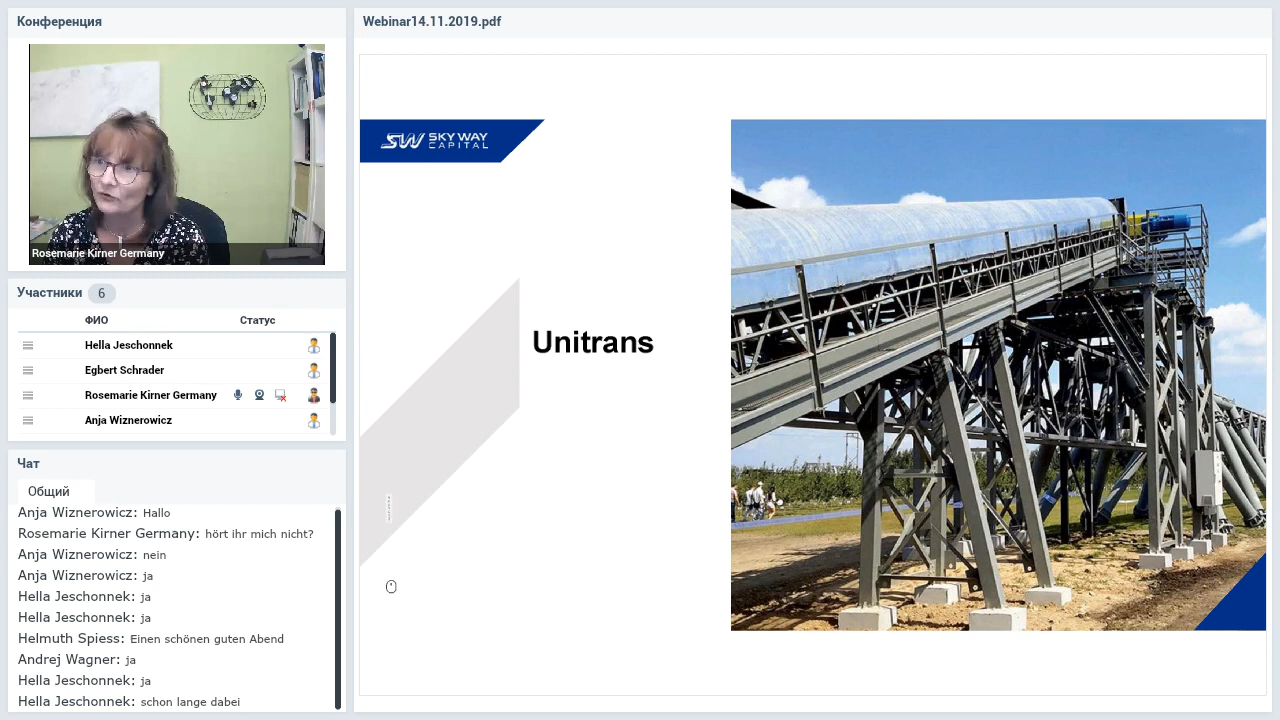 Конференция
Rosemarie Kirner Germany
Участники 6
ФИО Статус
Hella Jeschonnek
Egbert Schrader
Rosemarie Kirner Germany
Anja Wiznerowicz
Чат
Общий
Anja Wiznerowicz: Hallo
Rosemarie Kirner Germany: hört ihr mich nicht?
Anja Wiznerowicz: nein
Anja Wiznerowicz: ja
Hella Jeschonnek: ja
Hella Jeschonnek: ja
Helmuth Spiess: Einen schönen guten Abend
Andrej Wagner: ja
Hella Jeschonnek: ja
Hella Jeschonnek: schon lange dabei
Webinar14.11.2019.pdf
SW SKYWAY
CAPITAL
Unitrans